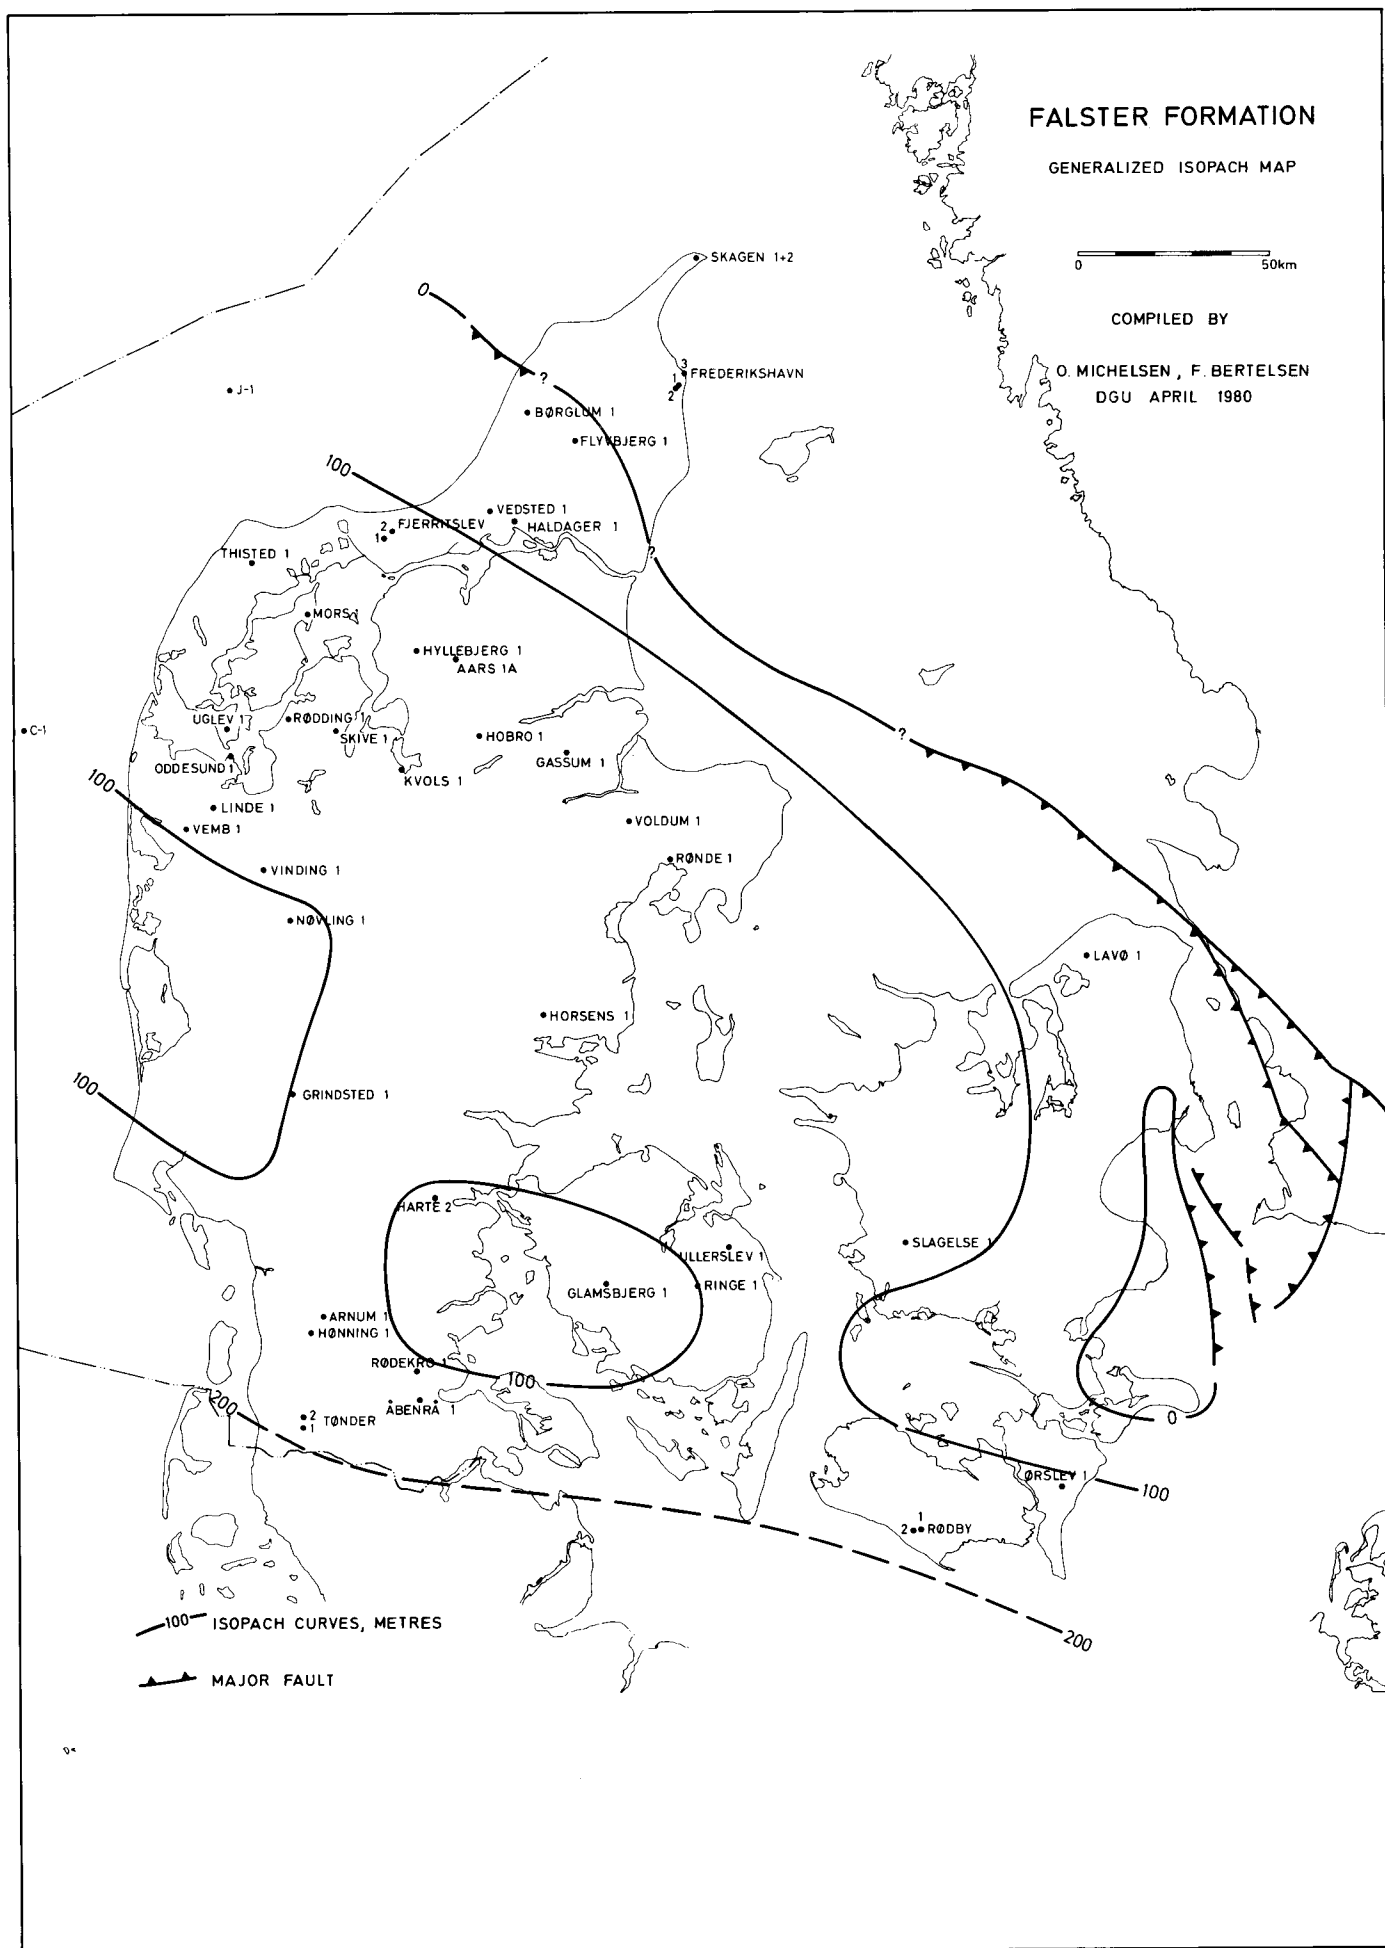 FALSTER FORMATION
GENERALIZED ISOPACH MAP
0 50km
COMPILED BY
O. MICHELSEN, F. BERTELSEN
DGU APRIL 1980
SKAGEN 1+2
0
?
3
FREDERIKSHAVN
1
2
J-1
BØRGLUM 1
FLYVBJERG 1
100
VEDSTED 1
2 FJERRITSLEV
1
HALDAGER 1
?
THISTED 1
MORS 1
HYLLEBJERG 1
AARS 1A
UGLEV 1
RØDDING 1
SKIVE 1
C-1
HOBRO 1
?
GASSUM 1
ODDESUND 1
KVOLS 1
100
LINDE 1
VEMB 1
VOLDUM 1
RØNDE 1
VINDING 1
NØVLING 1
LAVØ 1
HORSENS 1
100
GRINDSTED 1
HARTE 2
SLAGELSE 1
ULLERSLEV 1
GLAMSBJERG 1
RINGE 1
ARNUM 1
HØNNING 1
RØDEKRO 1
100
200
ÅBENRÅ 1
2 TØNDER
1
0
ØRSLEV 1
100
1
2 RØDBY
200
100 ISOPACH CURVES, METRES
MAJOR FAULT